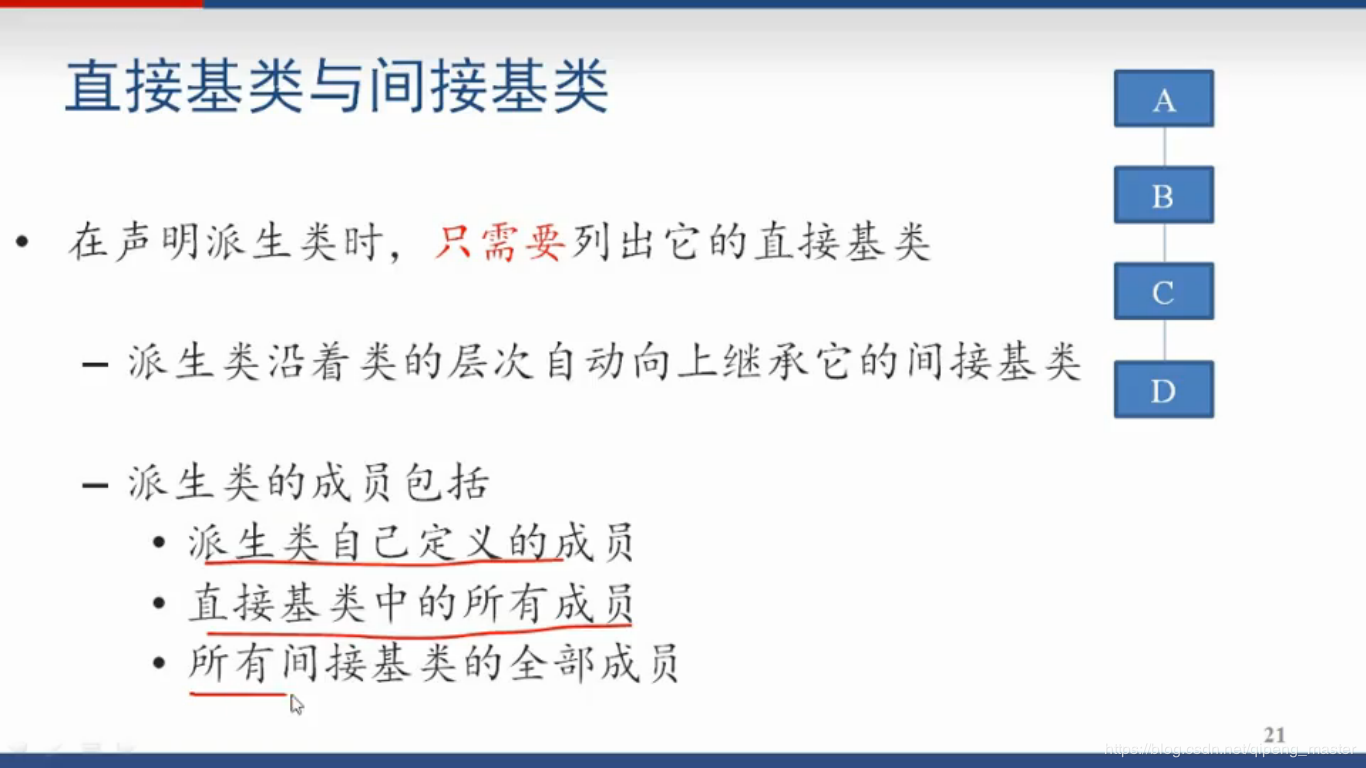 直接基类与间接基类
A
B
C
D
• 在声明派生类时，只需要列出它的直接基类
– 派生类沿着类的层次自动向上继承它的间接基类
– 派生类的成员包括
• 派生类自己定义的成员
• 直接基类中的所有成员
• 所有间接基类的全部成员
21
https://blog.csdn.net/qipeng_master